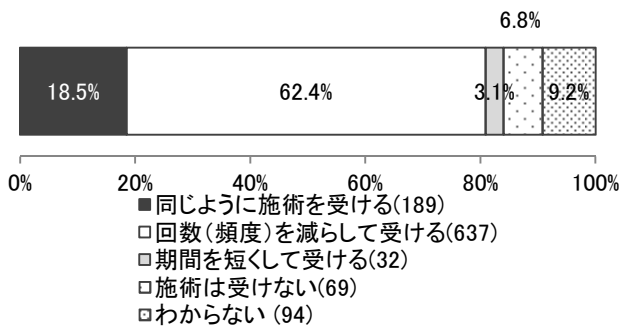 6.8%
18.5% 62.4% 3.1% 9.2%
0% 20% 40% 60% 80% 100%
同じように施術を受ける(189)
回数（頻度）を減らして受ける(637)
期間を短くして受ける(32)
施術は受けない(69)
わからない (94)